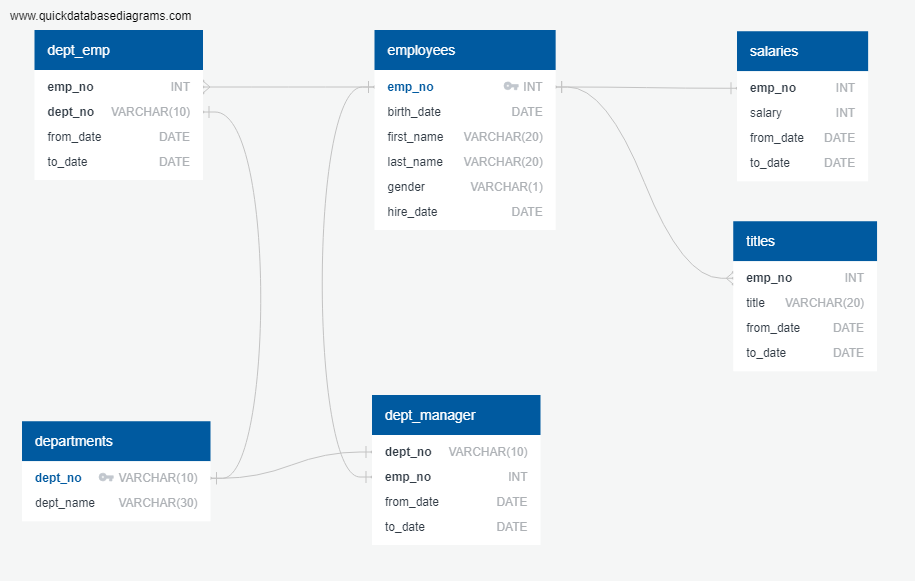 www.quickdatabasediagrams.com
dept_emp
emp_no INT
dept_no VARCHAR(10)
from_date DATE
to_date DATE
employees
emp_no INT
birth_date DATE
first_name VARCHAR(20)
last_name VARCHAR(20)
gender VARCHAR(1)
hire_date DATE
salaries
emp_no INT
salary INT
from_date DATE
to_date DATE
titles
emp_no INT
title VARCHAR(20)
from_date DATE
to_date DATE
departments
dept_no VARCHAR(10)
dept_name VARCHAR(30)
dept_manager
dept_no VARCHAR(10)
emp_no INT
from_date DATE
to_date DATE